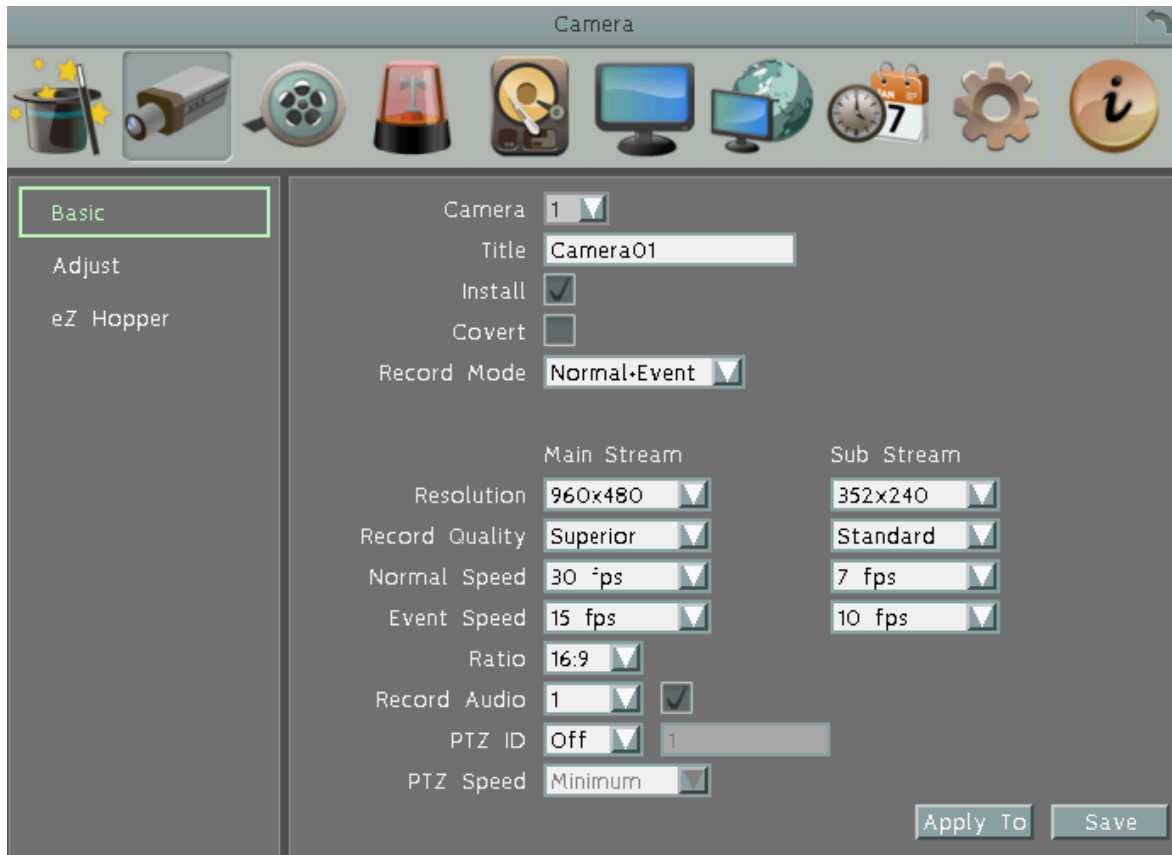 Camera
JAN
7
Basic
Adjust
eZ Hopper
Camera 1
Title Camera01
Install
Covert
Record Mode Normal+Event
Main Stream Sub Stream
Resolution 960x480 352x240
Record Quality Superior Standard
Normal Speed 30 fps 7 fps
Event Speed 15 fps 10 fps
Ratio 16:9
Record Audio 1
PTZ ID Off 1
PTZ Speed Minimum
Apply To Save